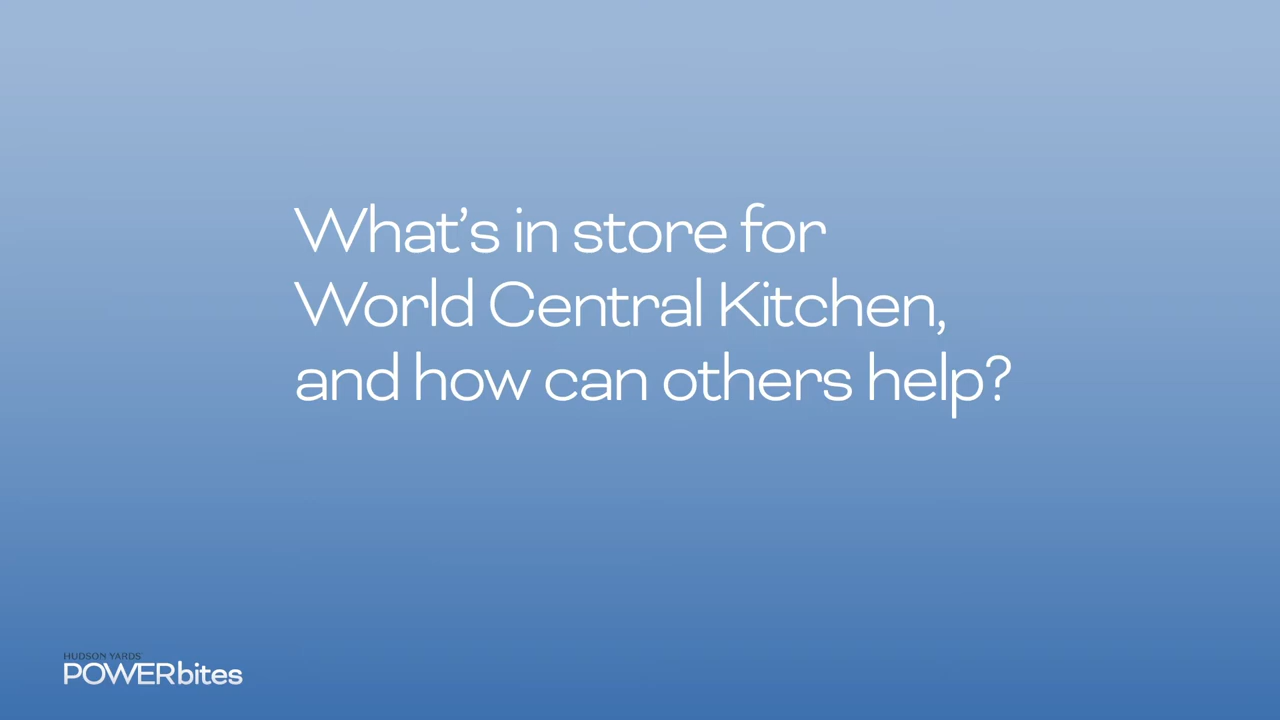 What’s in store for
World Central Kitchen,
and how can others help?
HUDSON YARDS
POWERbites